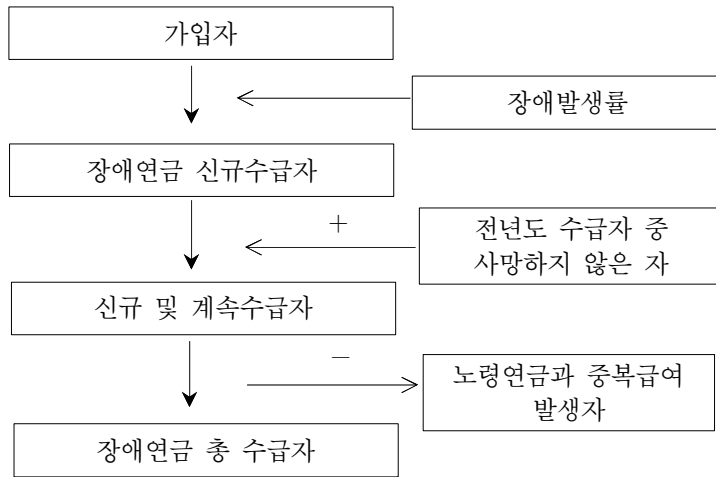 가입자
장애발생률
장애연금 신규수급자
+
전년도 수급자 중
사망하지 않은 자
신규 및 계속수급자
−
노령연금과 중복급여
발생자
장애연금 총 수급자